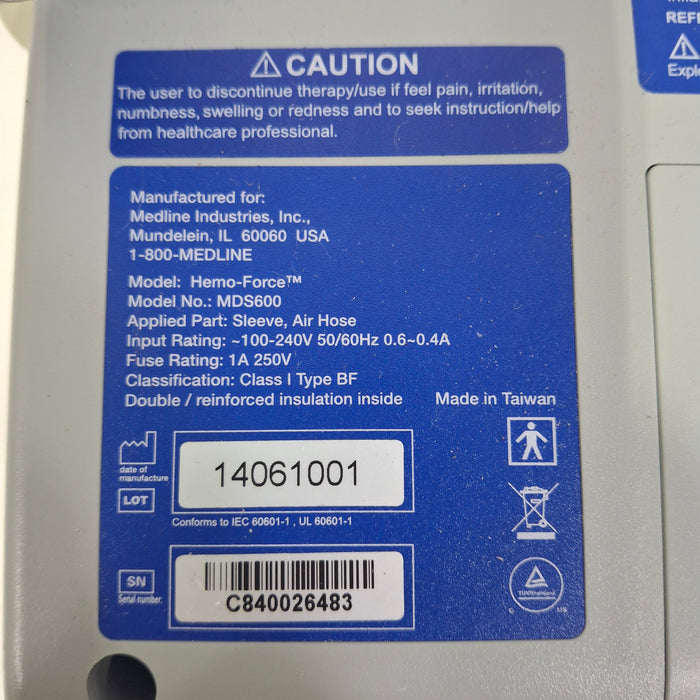 CAUTION
The user to discontinue therapy/use if feel pain, irritation,
numbness, swelling or redness and to seek instruction/help
from healthcare professional.
REF
Explo
Manufactured for:
Medline Industries, Inc.,
Mundelein, IL 60060 USA
1-800-MEDLINE
Model: Hemo-Force™
Model No.: MDS600
Applied Part: Sleeve, Air Hose
Input Rating: ~100-240V 50/60Hz 0.6~0.4A
Fuse Rating: 1A 250V
Classification: Class I Type BF
Double / reinforced insulation inside
Made in Taiwan
date of
manufacture
LOT
14061001
Conforms to IEC 60601-1 , UL 60601-1
SN
Serial number:
C840026483
TÜVRheinland
C US